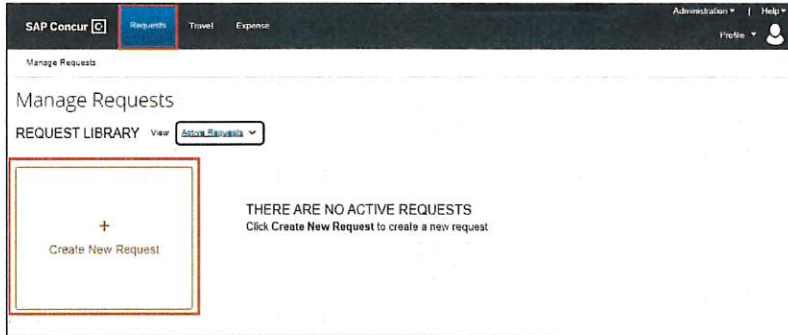 Administration | Help
SAP Concur C Requests Travel Expense
Profile
Manage Requests
Manage Requests
REQUEST LIBRARY View Active Requests
+
Create New Request
THERE ARE NO ACTIVE REQUESTS
Click Create New Request to create a new request